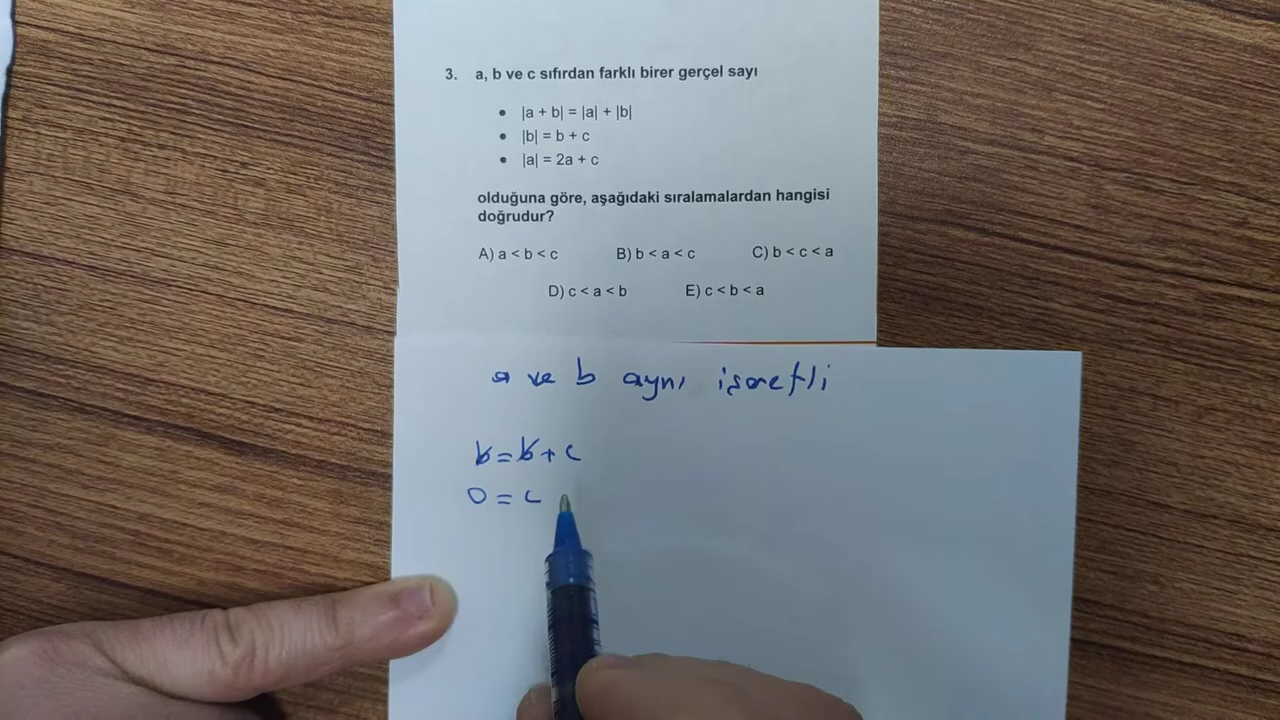 3. a, b ve c sıfırdan farklı birer gerçel sayı
• |a + b| = |a| + |b|
• |b| = b + c
• |a| = 2a + c
olduğuna göre, aşağıdaki sıralamalardan hangisi
doğrudur?
A) a < b < c B) b < a < c C) b < c < a
D) c < a < b E) c < b < a
a ve b aynı işaretli
b = b + c
0 = c